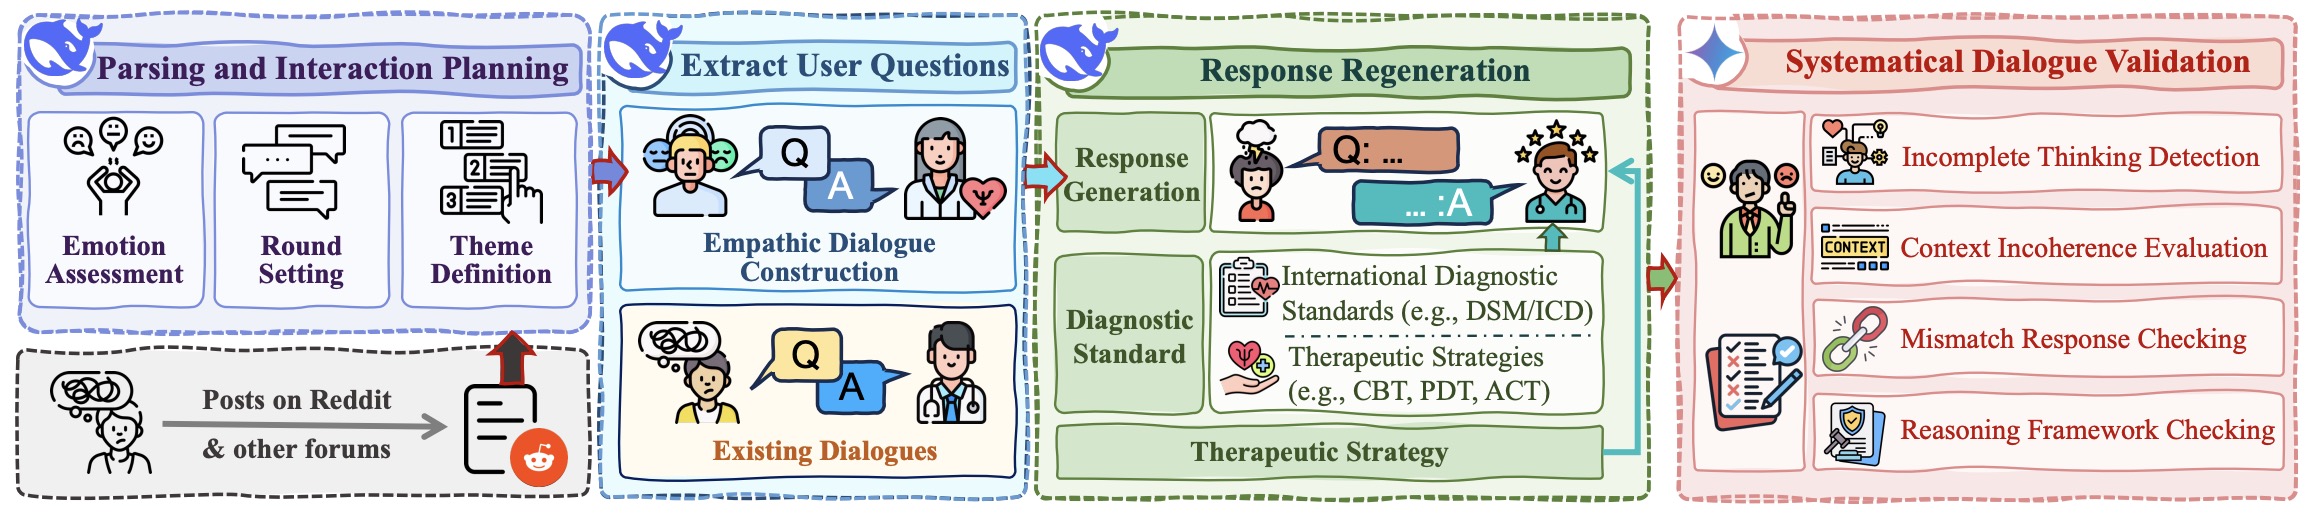 Parsing and Interaction Planning
Emotion
Assessment
Round
Setting
Theme
Definition
1
2
3
Posts on Reddit
& other forums
Extract User Questions
Q
A
Empathic Dialogue
Construction
Q
A
Existing Dialogues
Response Regeneration
Response
Generation
Q: ...
... :A
Diagnostic
Standard
International Diagnostic
Standards (e.g., DSM/ICD)
Therapeutic Strategies
(e.g., CBT, PDT, ACT)
Therapeutic Strategy
Systematical Dialogue Validation
Incomplete Thinking Detection
CONTEXT
Context Incoherence Evaluation
Mismatch Response Checking
Reasoning Framework Checking